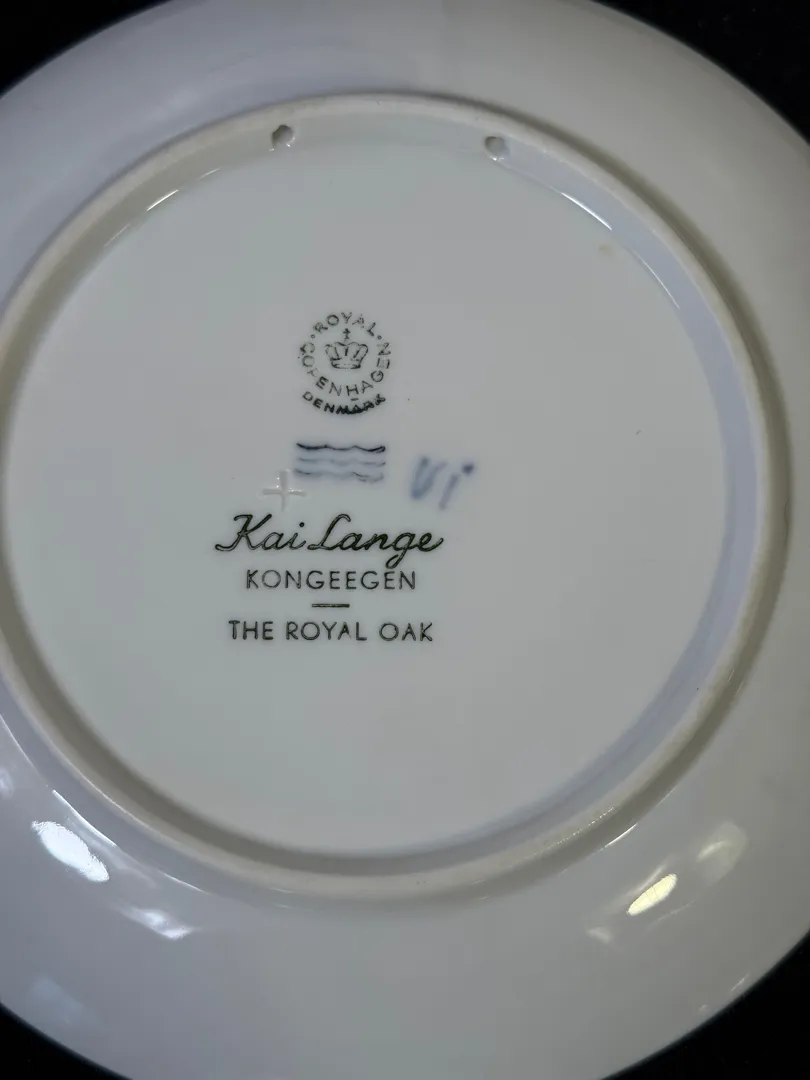 ROYAL COPENHAGEN
DENMARK
Vi
Kai Lange
KONGEEGEN
THE ROYAL OAK